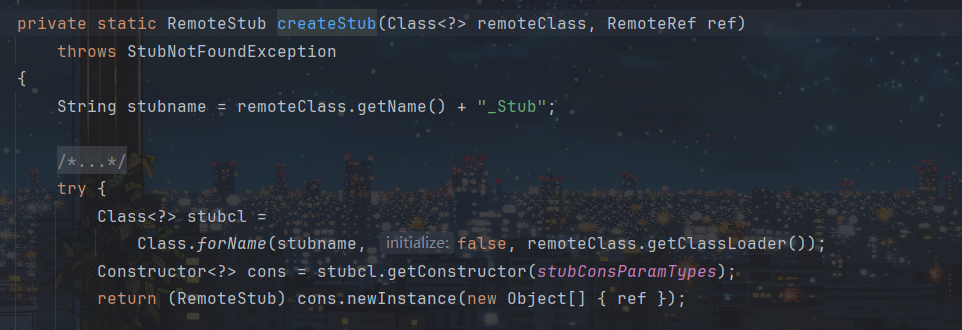 private static RemoteStub createStub(Class<?> remoteClass, RemoteRef ref)
    throws StubNotFoundException
{
    String stubname = remoteClass.getName() + "_Stub";
    /*...*/
    try {
        Class<?> stubcl =
            Class.forName(stubname, initialize: false, remoteClass.getClassLoader());
        Constructor<?> cons = stubcl.getConstructor(stubConsParamTypes);
        return (RemoteStub) cons.newInstance(new Object[] { ref });